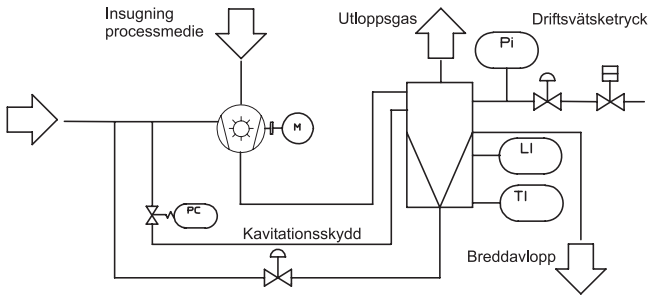 Insugning
processmedie
Utloppsgas
Driftsvätsketryck
Pi
M
LI
TI
PC
Kavitationsskydd
Breddavlopp